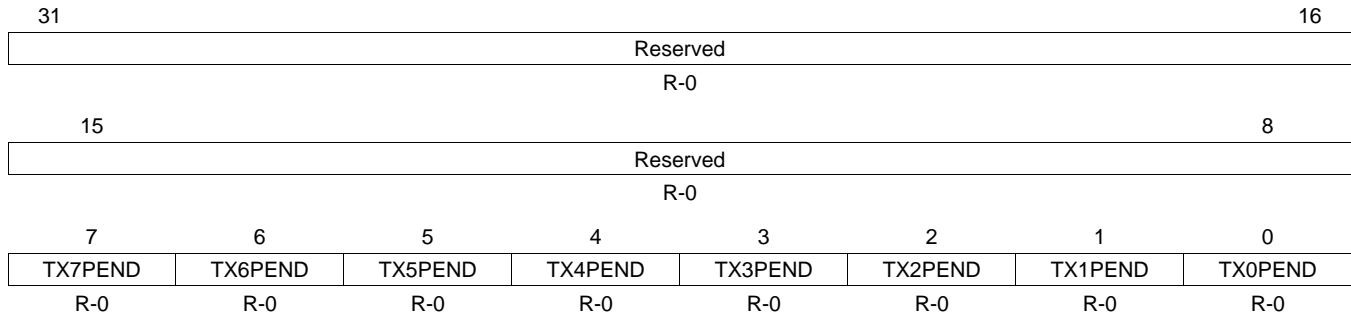 31 16
Reserved
R-0
15 8
Reserved
R-0
7 6 5 4 3 2 1 0
TX7PEND TX6PEND TX5PEND TX4PEND TX3PEND TX2PEND TX1PEND TX0PEND
R-0 R-0 R-0 R-0 R-0 R-0 R-0 R-0